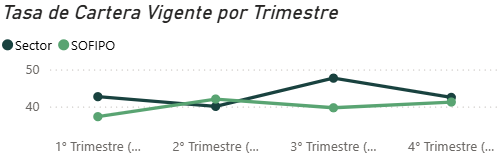 Tasa de Cartera Vigente por Trimestre
Sector SOFIPO
50
40
1° Trimestre (... 2° Trimestre (... 3° Trimestre (... 4° Trimestre (...